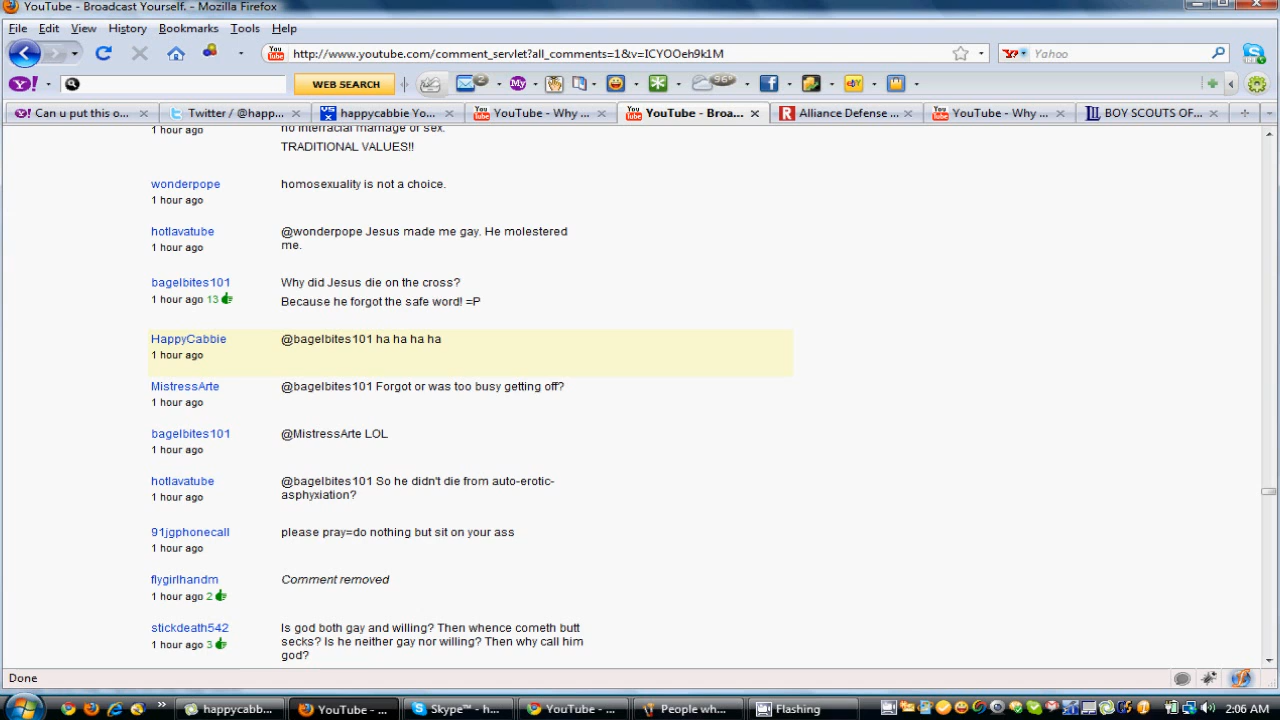 YouTube - Broadcast Yourself. - Mozilla Firefox
File Edit View History Bookmarks Tools Help
http://www.youtube.com/comment_servlet?all_comments=1&v=ICYOOeh9k1M
Yahoo
WEB SEARCH
2
My
96°
Can u put this o...
Twitter / @happ...
happycabbie Yo...
YouTube - Why ...
YouTube - Broa...
Alliance Defense ...
YouTube - Why ...
BOY SCOUTS OF...
1 hour ago
no interracial marriage or sex.
TRADITIONAL VALUES!!
wonderpope
homosexuality is not a choice.
1 hour ago
hotlavatube
@wonderpope Jesus made me gay. He molestered
me.
1 hour ago
bagelbites101
Why did Jesus die on the cross?
1 hour ago 13
Because he forgot the safe word! =P
HappyCabbie
@bagelbites101 ha ha ha ha
1 hour ago
MistressArte
@bagelbites101 Forgot or was too busy getting off?
1 hour ago
bagelbites101
@MistressArte LOL
1 hour ago
hotlavatube
@bagelbites101 So he didn't die from auto-erotic-
asphyxiation?
1 hour ago
91jgphonecall
please pray=do nothing but sit on your ass
1 hour ago
flygirlhandm
Comment removed
1 hour ago 2
stickdeath542
Is god both gay and willing? Then whence cometh butt
secks? Is he neither gay nor willing? Then why call him
god?
1 hour ago 3
Done
happycabb...
YouTube - ...
Skype™ - h...
YouTube - ...
People wh...
Flashing
2:06 AM